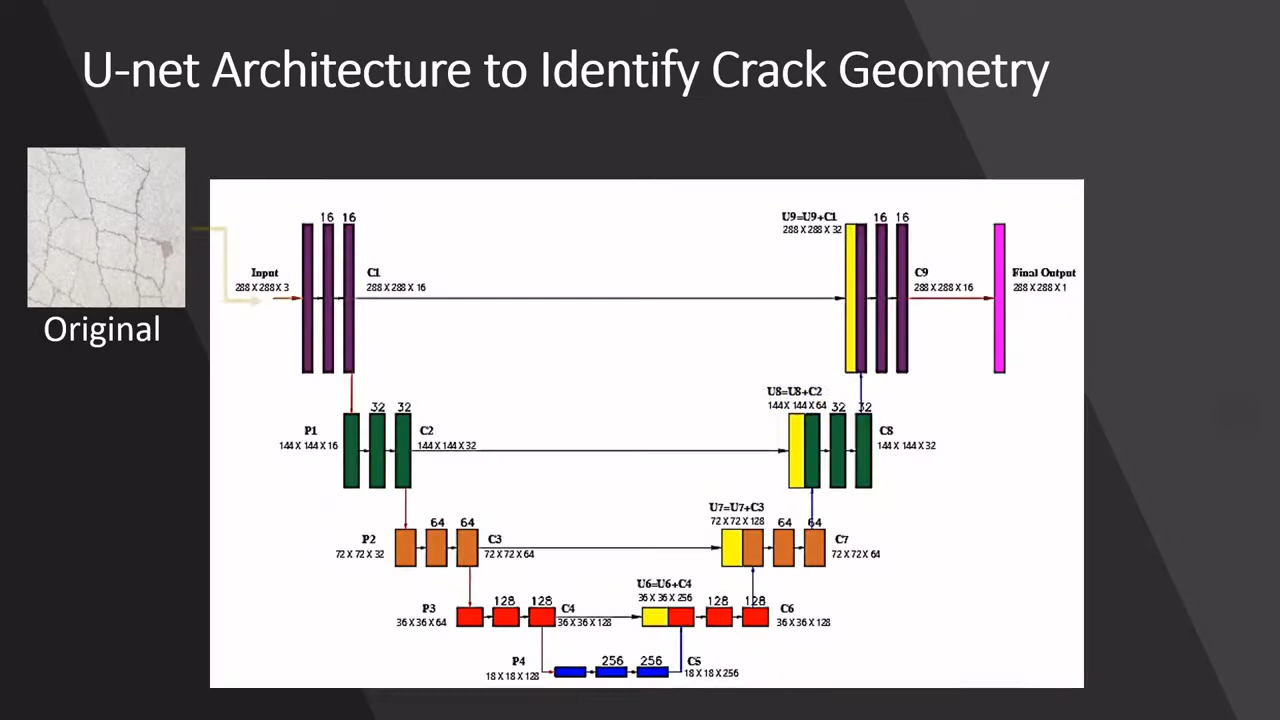 U-net Architecture to Identify Crack Geometry
Original
Input
288 X 288 X 3
16 16
C1
288 X 288 X 16
U9=U9+C1
288 X 288 X 32
16 16
C9
288 X 288 X 16
Final Output
288 X 288 X 1
P1
144 X 144 X 16
32 32
C2
144 X 144 X 32
U8=U8+C2
144 X 144 X 64
32 32
C8
144 X 144 X 32
P2
72 X 72 X 32
64 64
C3
72 X 72 X 64
U7=U7+C3
72 X 72 X 128
64 64
C7
72 X 72 X 64
P3
36 X 36 X 64
128 128
C4
36 X 36 X 128
U6=U6+C4
36 X 36 X 256
128 128
C6
36 X 36 X 128
P4
18 X 18 X 128
256 256
C5
18 X 18 X 256